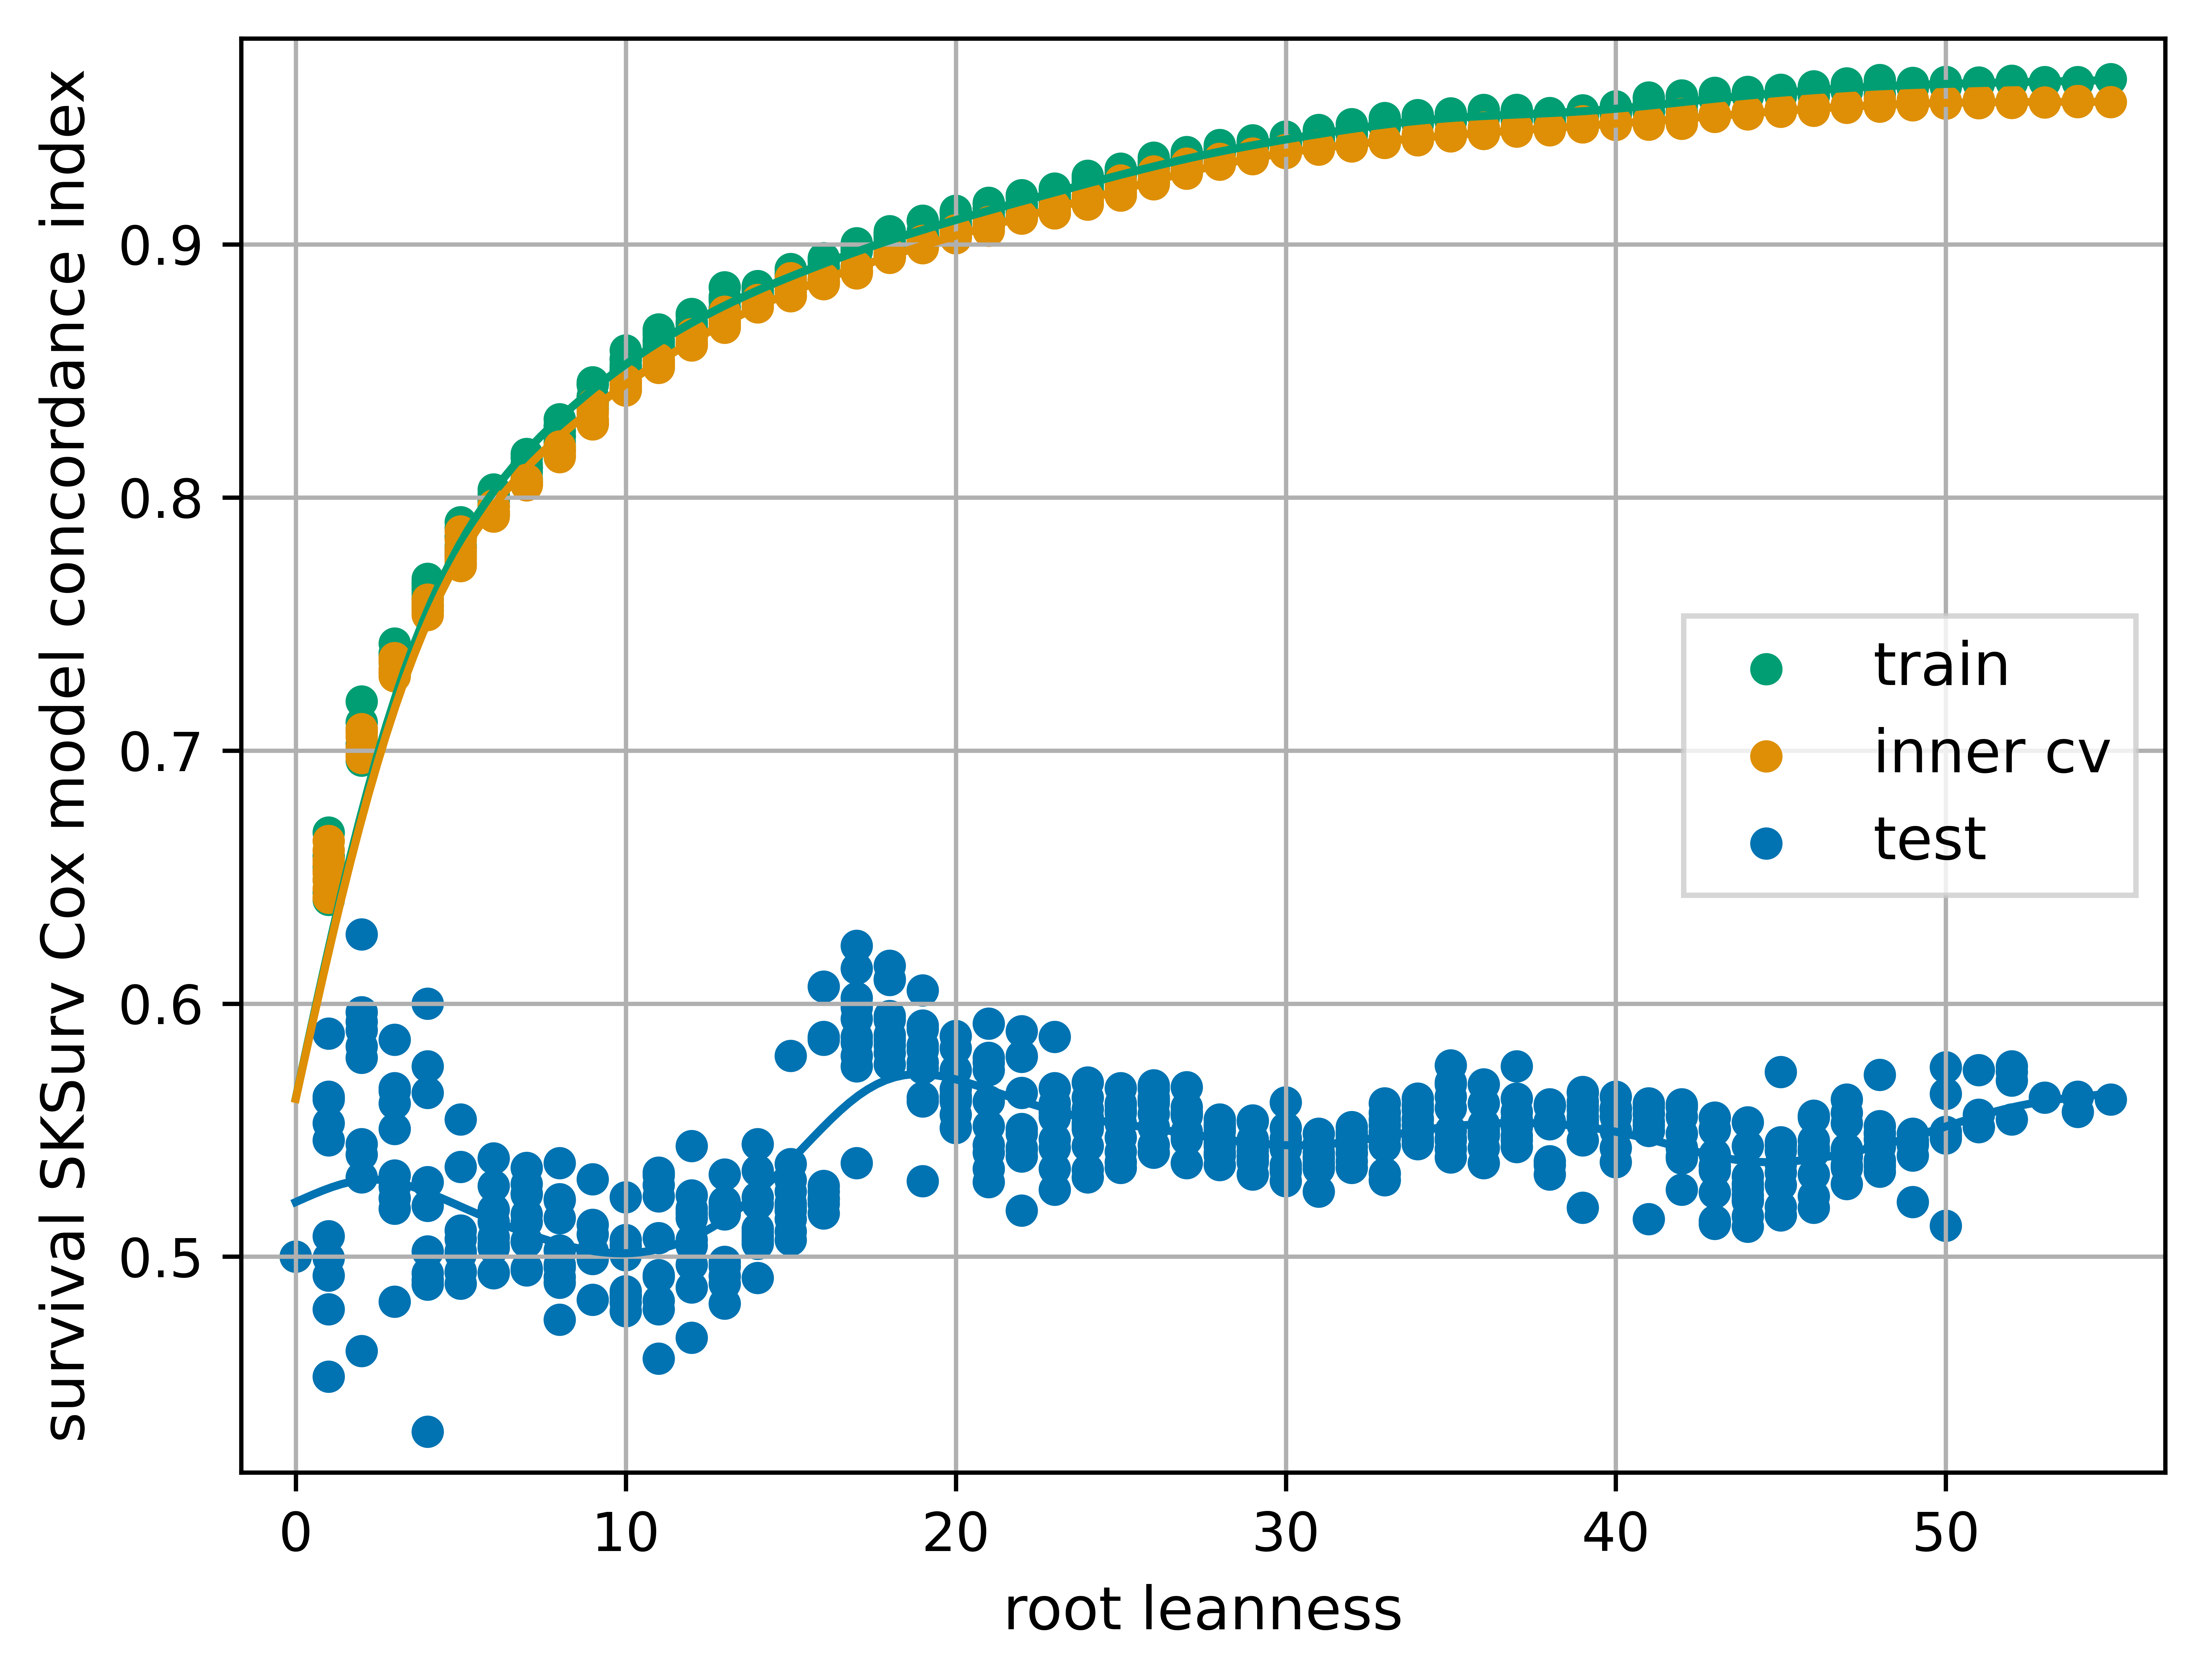 survival SKSurv Cox model concordance index
0.9
0.8
0.7
0.6
0.5
train
inner cv
test
0 10 20 30 40 50
root leanness